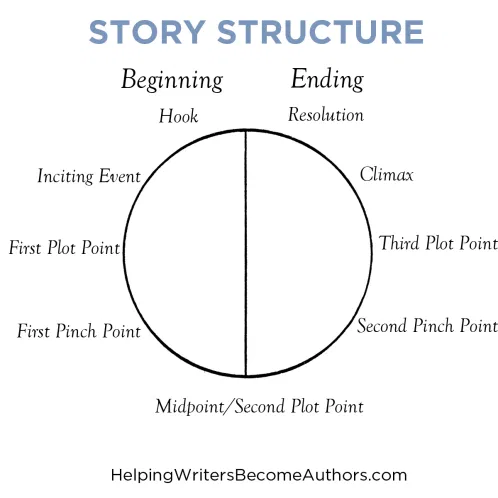 STORY STRUCTURE
Beginning
Ending
Hook
Resolution
Inciting Event
Climax
First Plot Point
Third Plot Point
First Pinch Point
Second Pinch Point
Midpoint/Second Plot Point
HelpingWritersBecomeAuthors.com